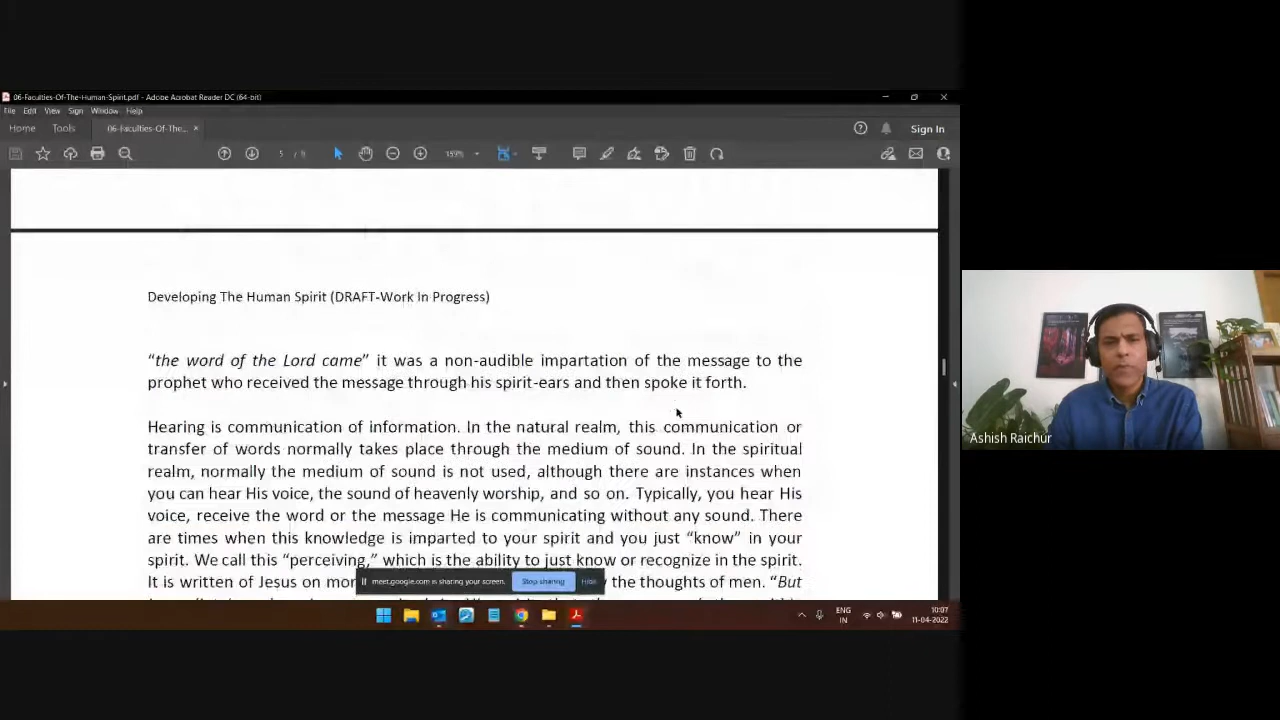 06-Faculties-Of-The-Human-Spirit.pdf - Adobe Acrobat Reader DC (64-bit)
File Edit View Sign Window Help
Home Tools 06-Faculties-Of-The... × Sign In
5 / 159%
Developing The Human Spirit (DRAFT-Work In Progress)
“the word of the Lord came” it was a non-audible impartation of the message to the
prophet who received the message through his spirit-ears and then spoke it forth.
Hearing is communication of information. In the natural realm, this communication or
transfer of words normally takes place through the medium of sound. In the spiritual
realm, normally the medium of sound is not used, although there are instances when
you can hear His voice, the sound of heavenly worship, and so on. Typically, you hear His
voice, receive the word or the message He is communicating without any sound. There
are times when this knowledge is imparted to your spirit and you just “know” in your
spirit. We call this “perceiving,” which is the ability to just know or recognize in the spirit.
It is written of Jesus on the thoughts of men. “But
meet.google.com is sharing your screen. Stop sharing Hide
Ashish Raichur
ENG
IN
10:07
11-04-2022